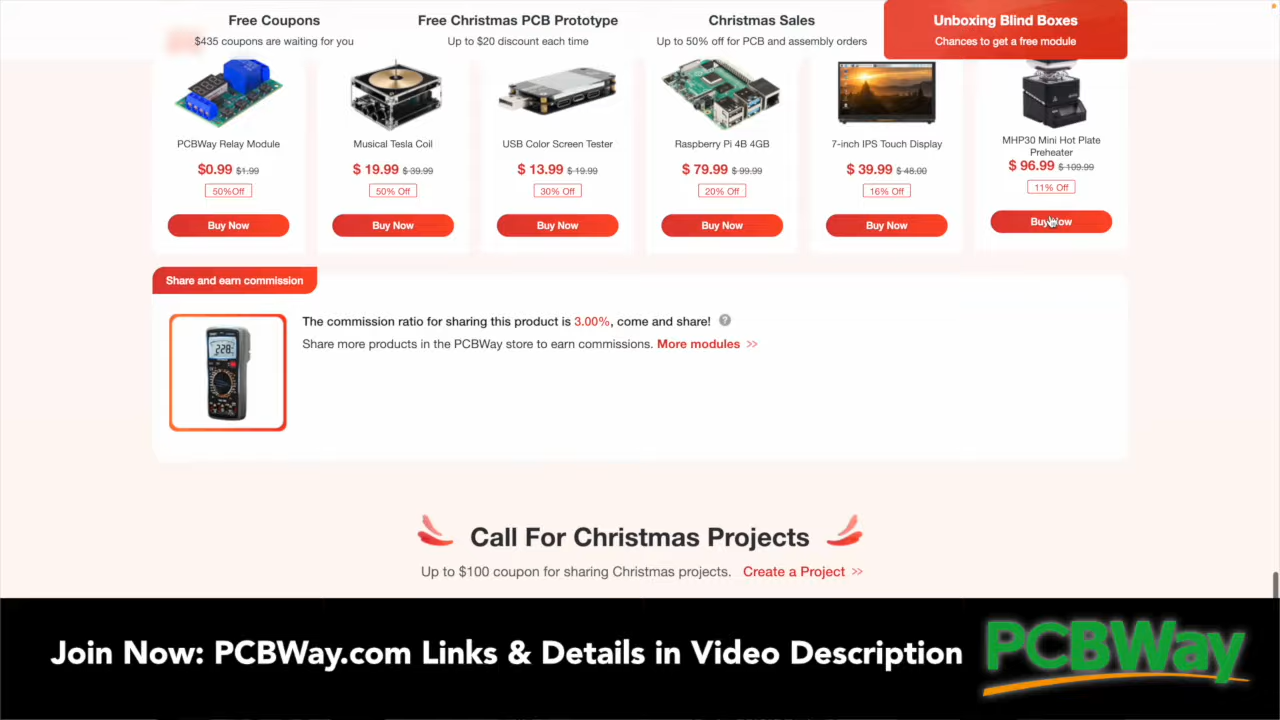 Free Coupons
$435 coupons are waiting for you
Free Christmas PCB Prototype
Up to $20 discount each time
Christmas Sales
Up to 50% off for PCB and assembly orders
Unboxing Blind Boxes
Chances to get a free module
PCBWay Relay Module
$0.99 $1.99
50%Off
Buy Now
Musical Tesla Coil
$ 19.99 $ 39.99
50% Off
Buy Now
USB Color Screen Tester
$ 13.99 $ 19.99
30% Off
Buy Now
Raspberry Pi 4B 4GB
$ 79.99 $ 99.99
20% Off
Buy Now
7-inch IPS Touch Display
$ 39.99 $ 48.00
16% Off
Buy Now
MHP30 Mini Hot Plate
Preheater
$ 96.99 $ 109.99
11% Off
Buy Now
Share and earn commission
228
The commission ratio for sharing this product is 3.00%, come and share! ?
Share more products in the PCBWay store to earn commissions. More modules >>
Call For Christmas Projects
Up to $100 coupon for sharing Christmas projects. Create a Project >>
Join Now: PCBWay.com Links & Details in Video Description
PCBWay